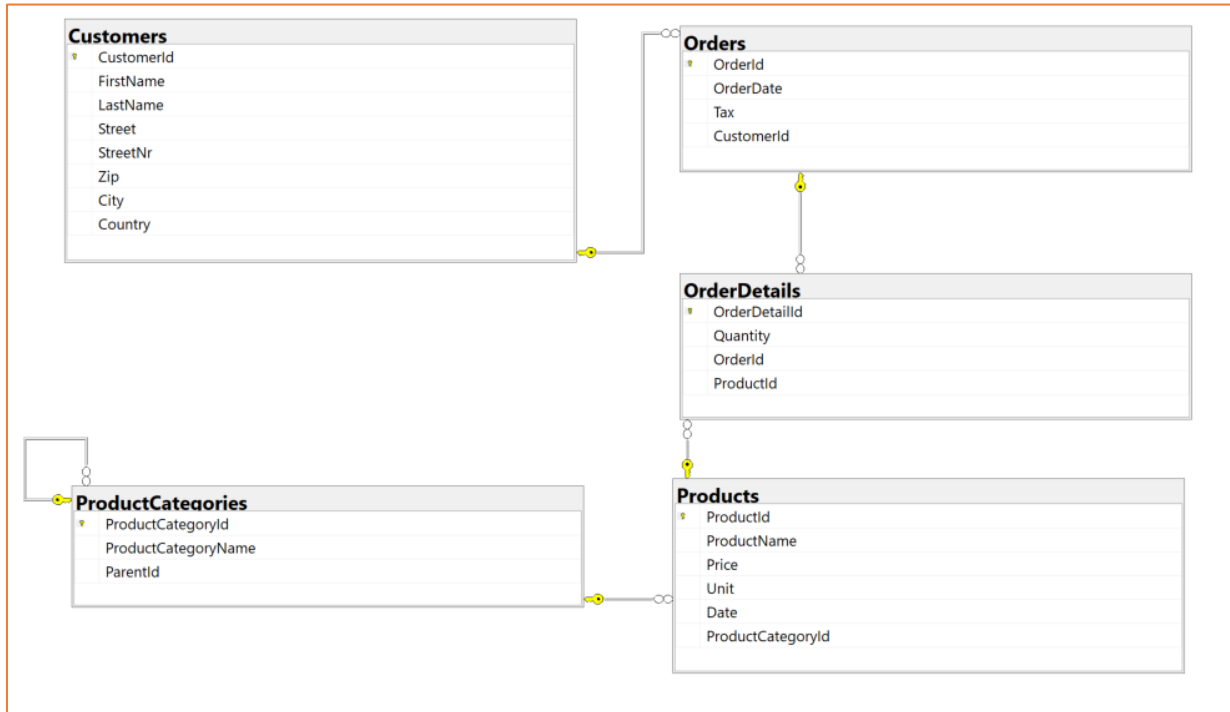 Customers
CustomerId
FirstName
LastName
Street
StreetNr
Zip
City
Country
Orders
OrderId
OrderDate
Tax
CustomerId
OrderDetails
OrderDetailId
Quantity
OrderId
ProductId
ProductCategories
ProductCategoryId
ProductCategoryName
ParentId
Products
ProductId
ProductName
Price
Unit
Date
ProductCategoryId